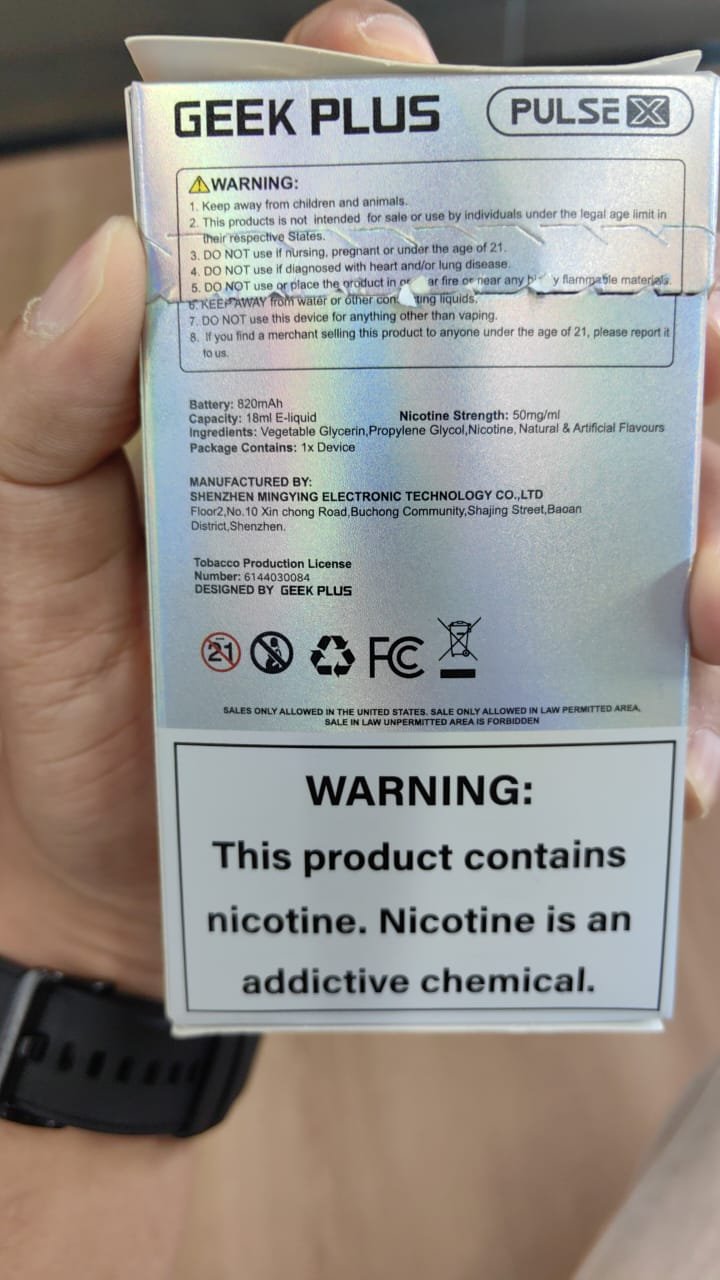 GEEK PLUS PULSE X
WARNING:
1. Keep away from children and animals.
2. This products is not intended for sale or use by individuals under the legal age limit in
their respective States.
3. DO NOT use if nursing, pregnant or under the age of 21.
4. DO NOT use if diagnosed with heart and/or lung disease.
5. DO NOT use or place the product in or near fire or near any flammable materials.
6. KEEP AWAY from water or other liquids.
7. DO NOT use this device for anything other than vaping.
8. If you find a merchant selling this product to anyone under the age of 21, please report it
to us.
Battery: 820mAh
Capacity: 18ml E-liquid Nicotine Strength: 50mg/ml
Ingredients: Vegetable Glycerin,Propylene Glycol,Nicotine, Natural & Artificial Flavours
Package Contains: 1x Device
MANUFACTURED BY:
SHENZHEN MINGYING ELECTRONIC TECHNOLOGY CO.,LTD
Floor2,No.10 Xin chong Road,Buchong Community,Shajing Street,Baoan
District,Shenzhen.
Tobacco Production License
Number: 6144030084
DESIGNED BY GEEK PLUS
21 FC
SALES ONLY ALLOWED IN THE UNITED STATES. SALE ONLY ALLOWED IN LAW PERMITTED AREA,
SALE IN LAW UNPERMITTED AREA IS FORBIDDEN
WARNING:
This product contains
nicotine. Nicotine is an
addictive chemical.